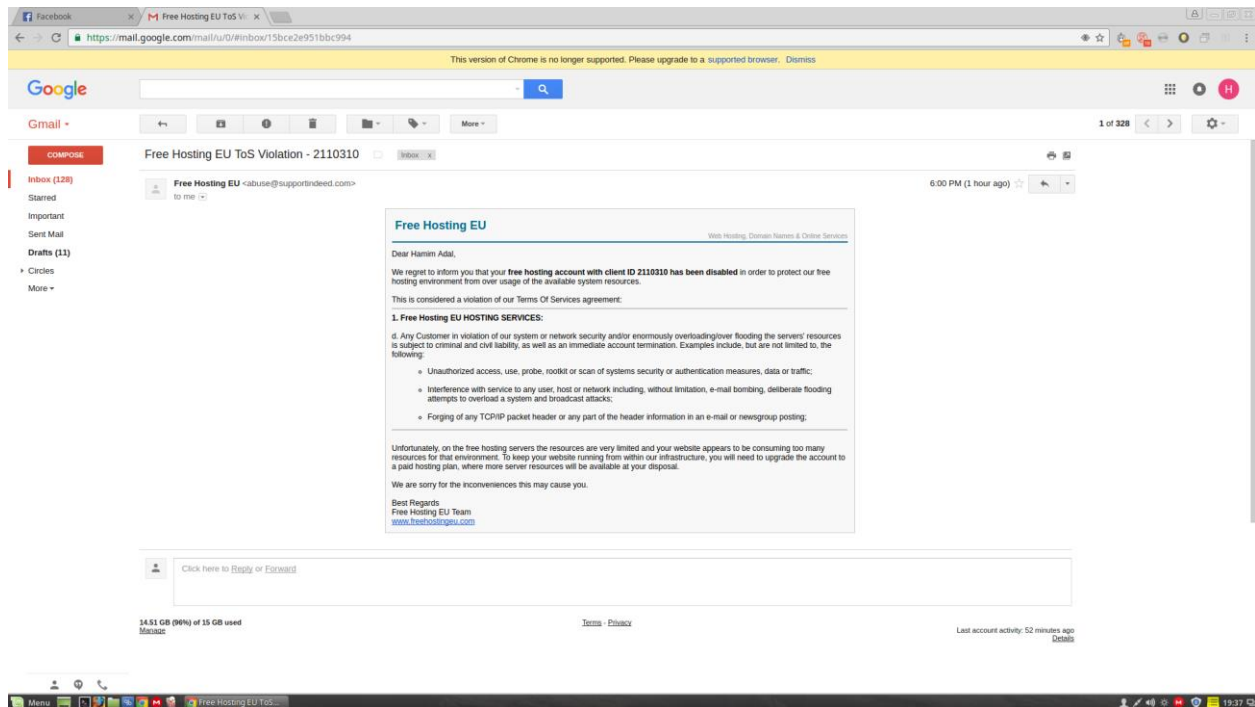 Facebook
Free Hosting EU ToS Vi
https://mail.google.com/mail/u/0/#inbox/15bce2e951bbc994
This version of Chrome is no longer supported. Please upgrade to a supported browser. Dismiss
Google
H
Gmail
More
1 of 328
COMPOSE
Inbox (128)
Starred
Important
Sent Mail
Drafts (11)
Circles
More
Free Hosting EU ToS Violation - 2110310
Inbox x
Free Hosting EU <abuse@supportindeed.com>
to me
6:00 PM (1 hour ago)
Free Hosting EU
Web Hosting, Domain Names & Online Services
Dear Hamim Adal,
We regret to inform you that your free hosting account with client ID 2110310 has been disabled in order to protect our free
hosting environment from over usage of the available system resources.
This is considered a violation of our Terms Of Services agreement:
1. Free Hosting EU HOSTING SERVICES:
d. Any Customer in violation of our system or network security and/or enormously overloading/over flooding the servers' resources
is subject to criminal and civil liability, as well as an immediate account termination. Examples include, but are not limited to, the
following:
Unauthorized access, use, probe, rootkit or scan of systems security or authentication measures, data or traffic;
Interference with service to any user, host or network including, without limitation, e-mail bombing, deliberate flooding
attempts to overload a system and broadcast attacks;
Forging of any TCP/IP packet header or any part of the header information in an e-mail or newsgroup posting;
Unfortunately, on the free hosting servers the resources are very limited and your website appears to be consuming too many
resources for that environment. To keep your website running from within our infrastructure, you will need to upgrade the account to
a paid hosting plan, where more server resources will be available at your disposal.
We are sorry for the inconveniences this may cause you.
Best Regards
Free Hosting EU Team
www.freehostingeu.com
Click here to Reply or Forward
14.51 GB (96%) of 15 GB used
Manage
Terms - Privacy
Last account activity: 52 minutes ago
Details
Menu
Free Hosting EU ToS...
19:37